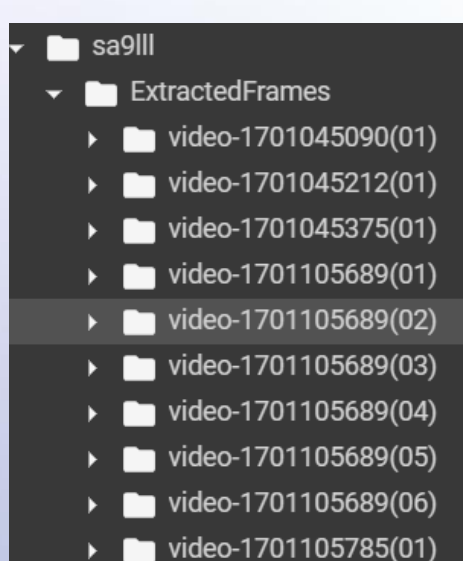 sa9lll
ExtractedFrames
video-1701045090(01)
video-1701045212(01)
video-1701045375(01)
video-1701105689(01)
video-1701105689(02)
video-1701105689(03)
video-1701105689(04)
video-1701105689(05)
video-1701105689(06)
video-1701105785(01)